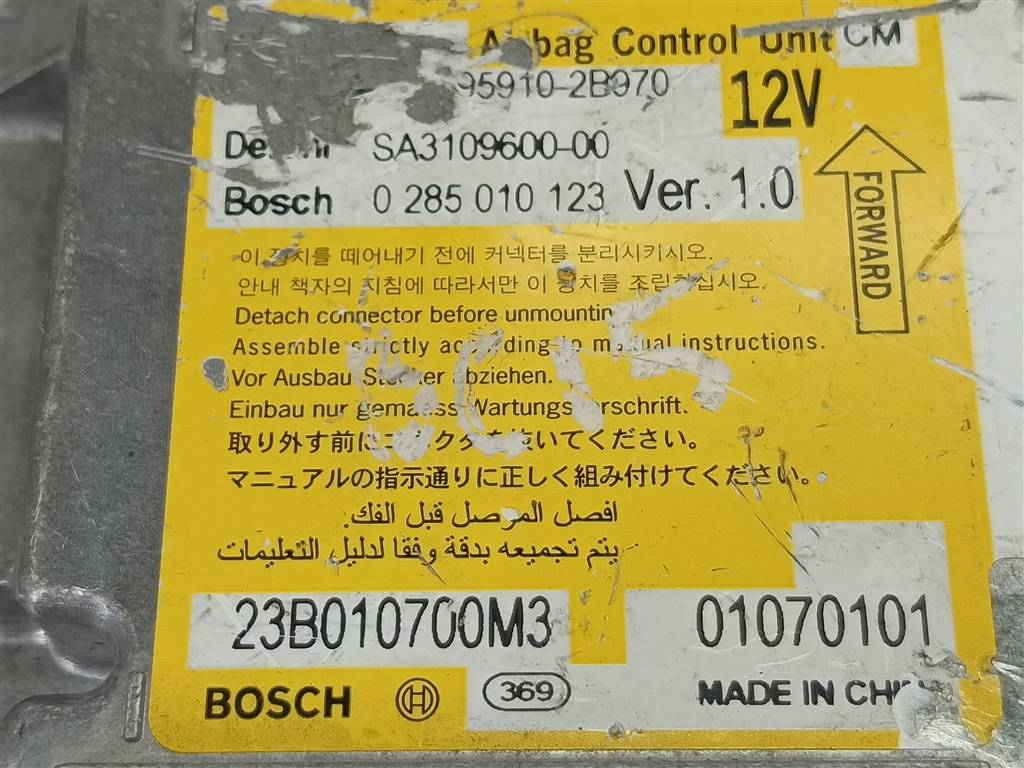 Control Unit CM
95910-2B970
12V
SA3109600-00
Bosch 0 285 010 123 Ver. 1.0
FORWARD
이 장치를 떼어내기 전에 커넥터를 분리시키시오.
안내 책자의 지침에 따라서만 이 장치를 조립하십시오.
Detach connector before
Assemble strictly according to manual instructions.
Vor Ausbau Stecker abziehen.
Einbau nur gemaess
取り外す前にコネクタを抜いてください。
マニュアルの指示通りに正しく組み付けてください。
افصل الموصل قبل الفك.
يتم تجميعه بدقة وفقا لدليل التعليمات
23B010700M3 01070101
BOSCH 369 MADE IN